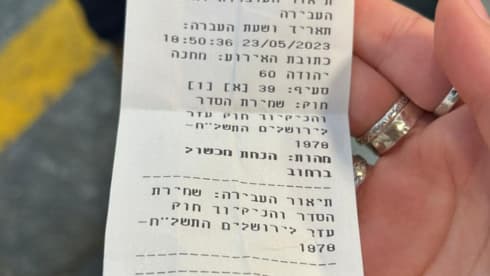 העבירה
תאריך ושעת העברה:
18:50:36 23/05/2023
כתובת האירוע: מחנה
יהודה 60
סעיף: 39 [א] [1]
חוק: שמירת הסדר
והניקיון חוק עזר
לירושלים התשל"ח-
1978
מהות: הנחת מכשול
ברחוב
תיאור העבירה: שמירת
הסדר והניקיון חוק
עזר לירושלים התשל"ח-
1978